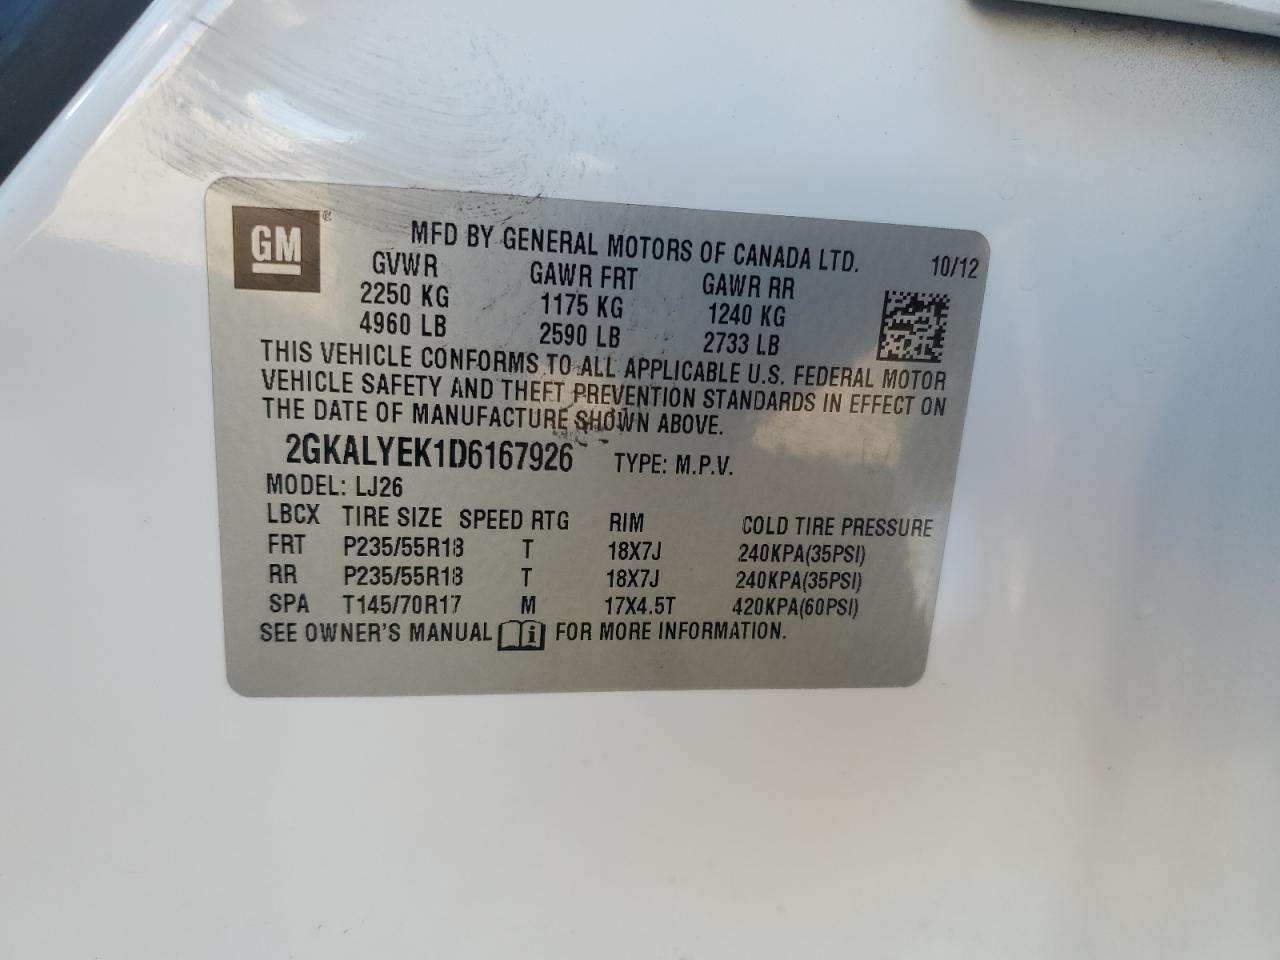 GM ®
MFD BY GENERAL MOTORS OF CANADA LTD. 10/12
GVWR GAWR FRT GAWR RR
2250 KG 1175 KG 1240 KG
4960 LB 2590 LB 2733 LB
THIS VEHICLE CONFORMS TO ALL APPLICABLE U.S. FEDERAL MOTOR
VEHICLE SAFETY AND THEFT PREVENTION STANDARDS IN EFFECT ON
THE DATE OF MANUFACTURE SHOWN ABOVE.
2GKALYEK1D6167926 TYPE: M.P.V.
MODEL: LJ26
LBCX TIRE SIZE SPEED RTG RIM COLD TIRE PRESSURE
FRT P235/55R18 T 18X7J 240KPA(35PSI)
RR P235/55R18 T 18X7J 240KPA(35PSI)
SPA T145/70R17 M 17X4.5T 420KPA(60PSI)
SEE OWNER'S MANUAL i FOR MORE INFORMATION.